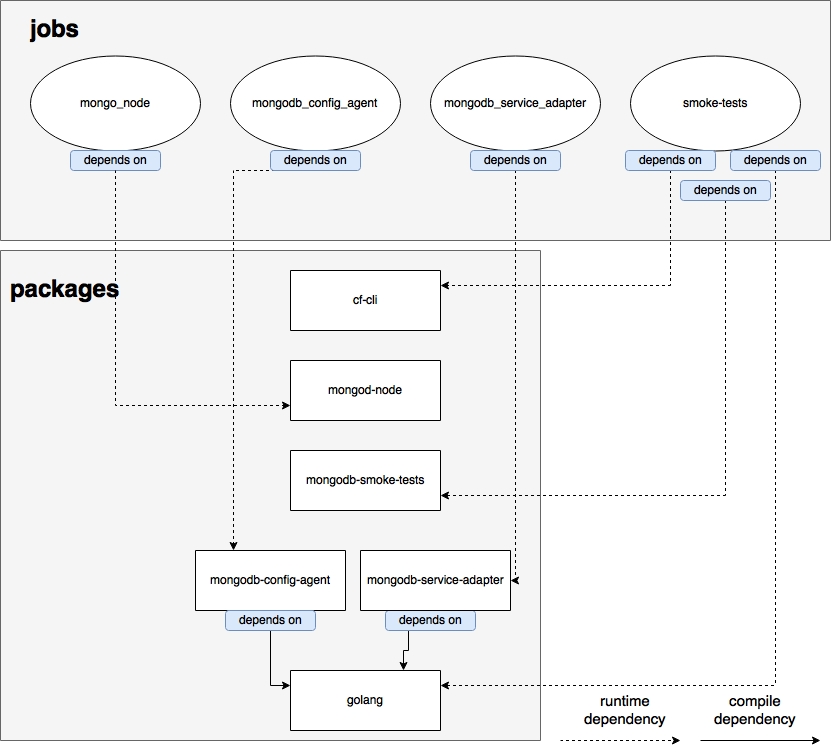 jobs
mongo_node
mongodb_config_agent
mongodb_service_adapter
smoke-tests
depends on
depends on
depends on
depends on
depends on
depends on
packages
cf-cli
mongod-node
mongodb-smoke-tests
mongodb-config-agent
mongodb-service-adapter
depends on
depends on
golang
runtime
dependency
compile
dependency